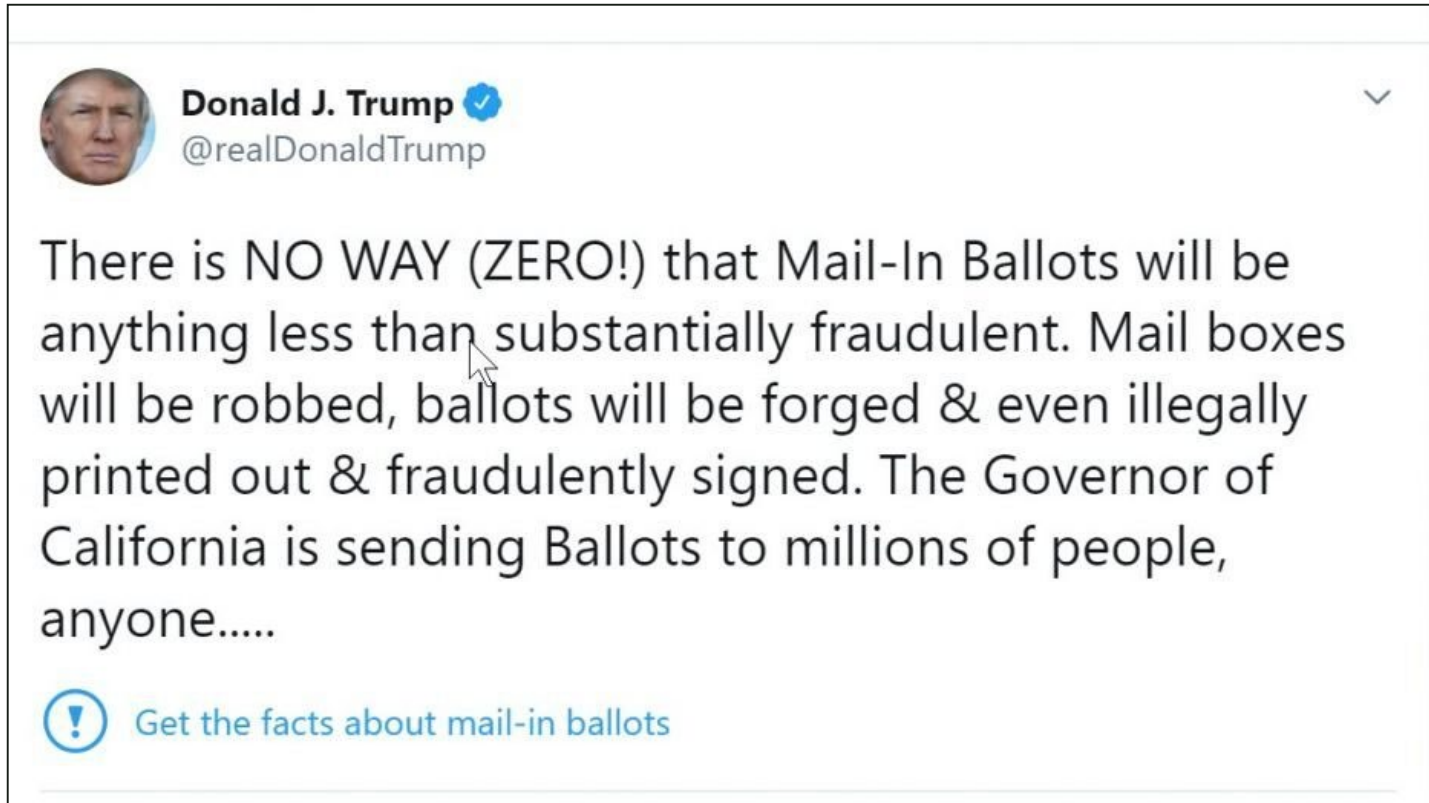 Donald J. Trump
@realDonaldTrump
There is NO WAY (ZERO!) that Mail-In Ballots will be
anything less than substantially fraudulent. Mail boxes
will be robbed, ballots will be forged & even illegally
printed out & fraudulently signed. The Governor of
California is sending Ballots to millions of people,
anyone.....
Get the facts about mail-in ballots